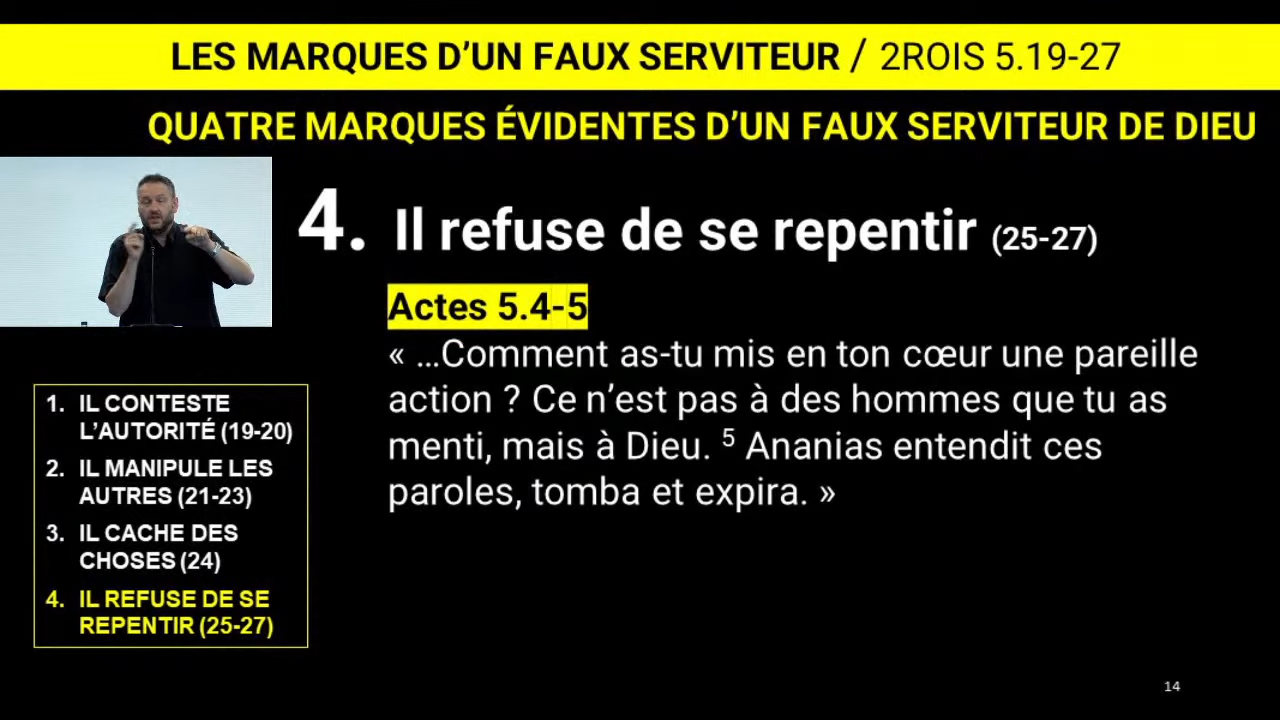 LES MARQUES D’UN FAUX SERVITEUR / 2ROIS 5.19-27
QUATRE MARQUES ÉVIDENTES D’UN FAUX SERVITEUR DE DIEU
4. Il refuse de se repentir (25-27)
Actes 5.4-5
« ...Comment as-tu mis en ton cœur une pareille
action ? Ce n’est pas à des hommes que tu as
menti, mais à Dieu. ⁵ Ananias entendit ces
paroles, tomba et expira. »
1. IL CONTESTE
L’AUTORITÉ (19-20)
2. IL MANIPULE LES
AUTRES (21-23)
3. IL CACHE DES
CHOSES (24)
4. IL REFUSE DE SE
REPENTIR (25-27)
14